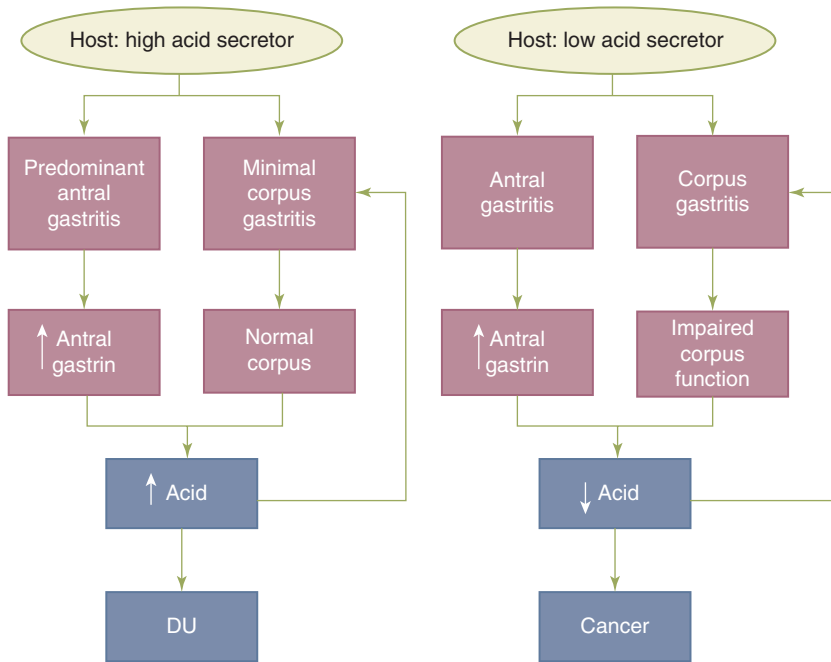 Host: high acid secretor
Predominant
antral
gastritis
Minimal
corpus
gastritis
↑ Antral
gastrin
Normal
corpus
↑ Acid
DU
Host: low acid secretor
Antral
gastritis
Corpus
gastritis
↑ Antral
gastrin
Impaired
corpus
function
↓ Acid
Cancer